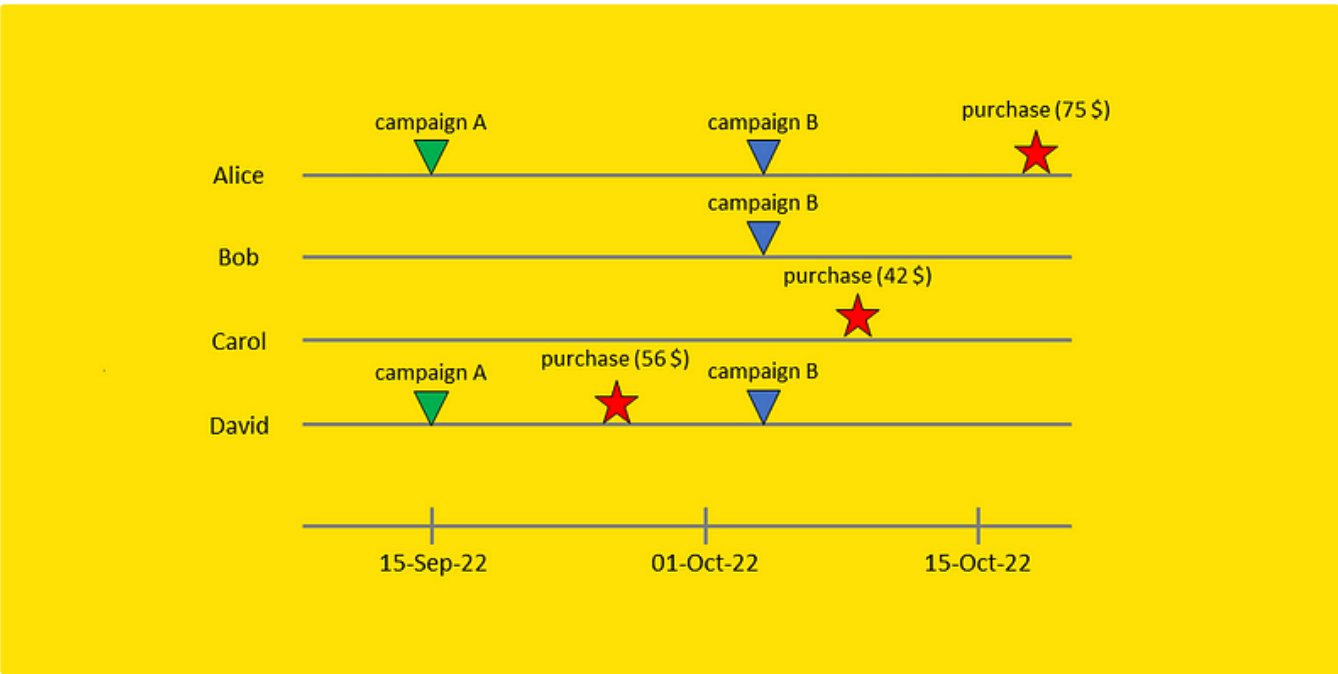 purchase (75 $)
campaign A
campaign B
Alice
campaign B
Bob
purchase (42 $)
Carol
purchase (56 $)
campaign A
campaign B
David
15-Sep-22
01-Oct-22
15-Oct-22